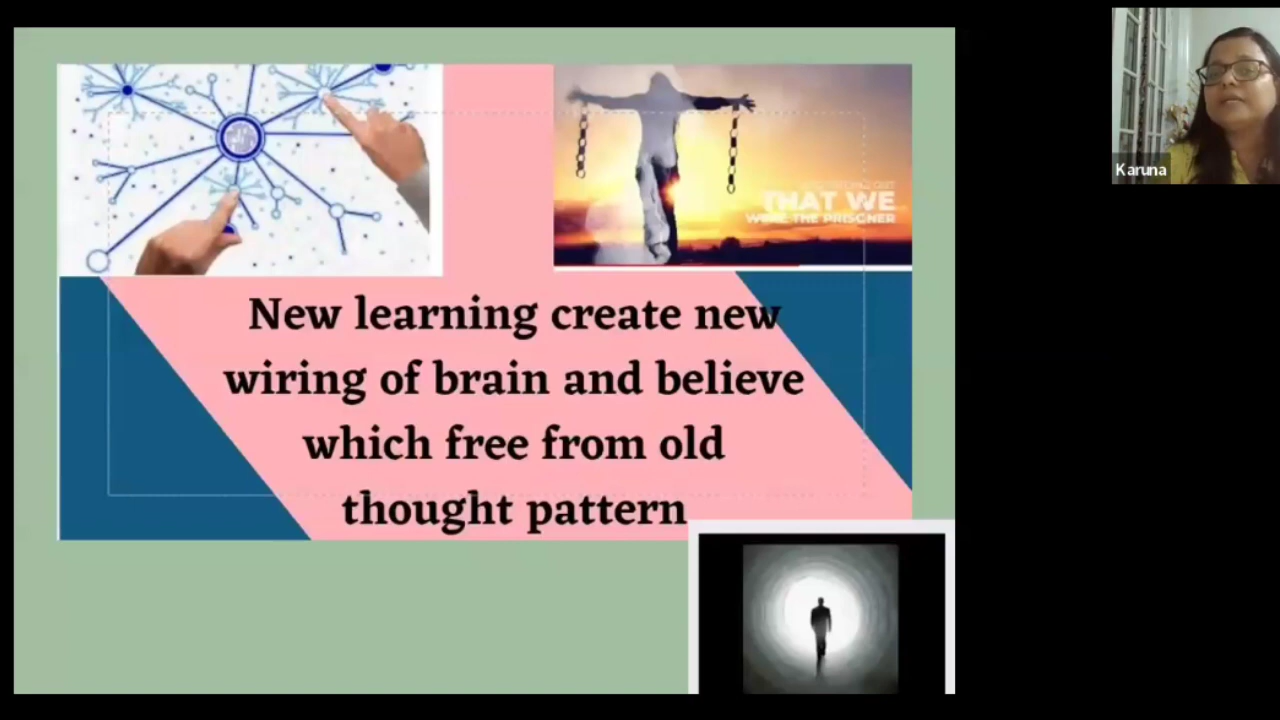 THAT WE
WERE THE PRISONER
Karuna
New learning create new
wiring of brain and believe
which free from old
thought pattern